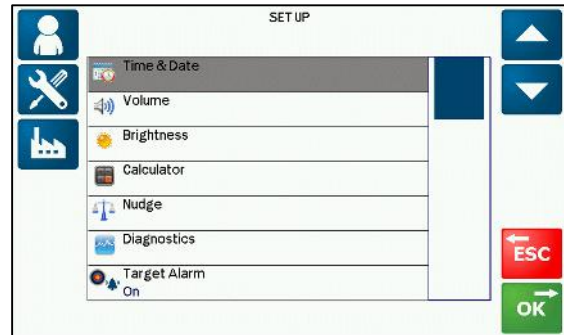 SET UP
Time & Date
Volume
Brightness
Calculator
Nudge
Diagnostics
Target Alarm
On
ESC
OK